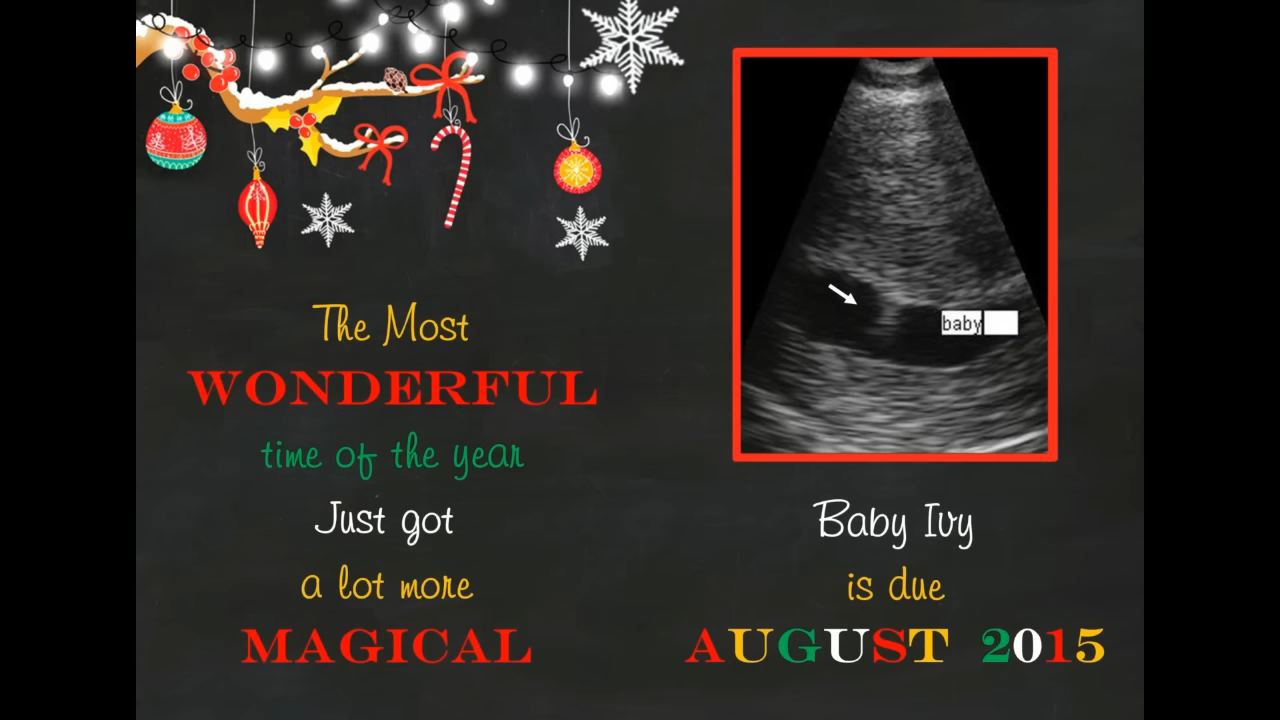 The Most
WONDERFUL
time of the year
Just got
a lot more
MAGICAL
baby
Baby Ivy
is due
AUGUST 2015